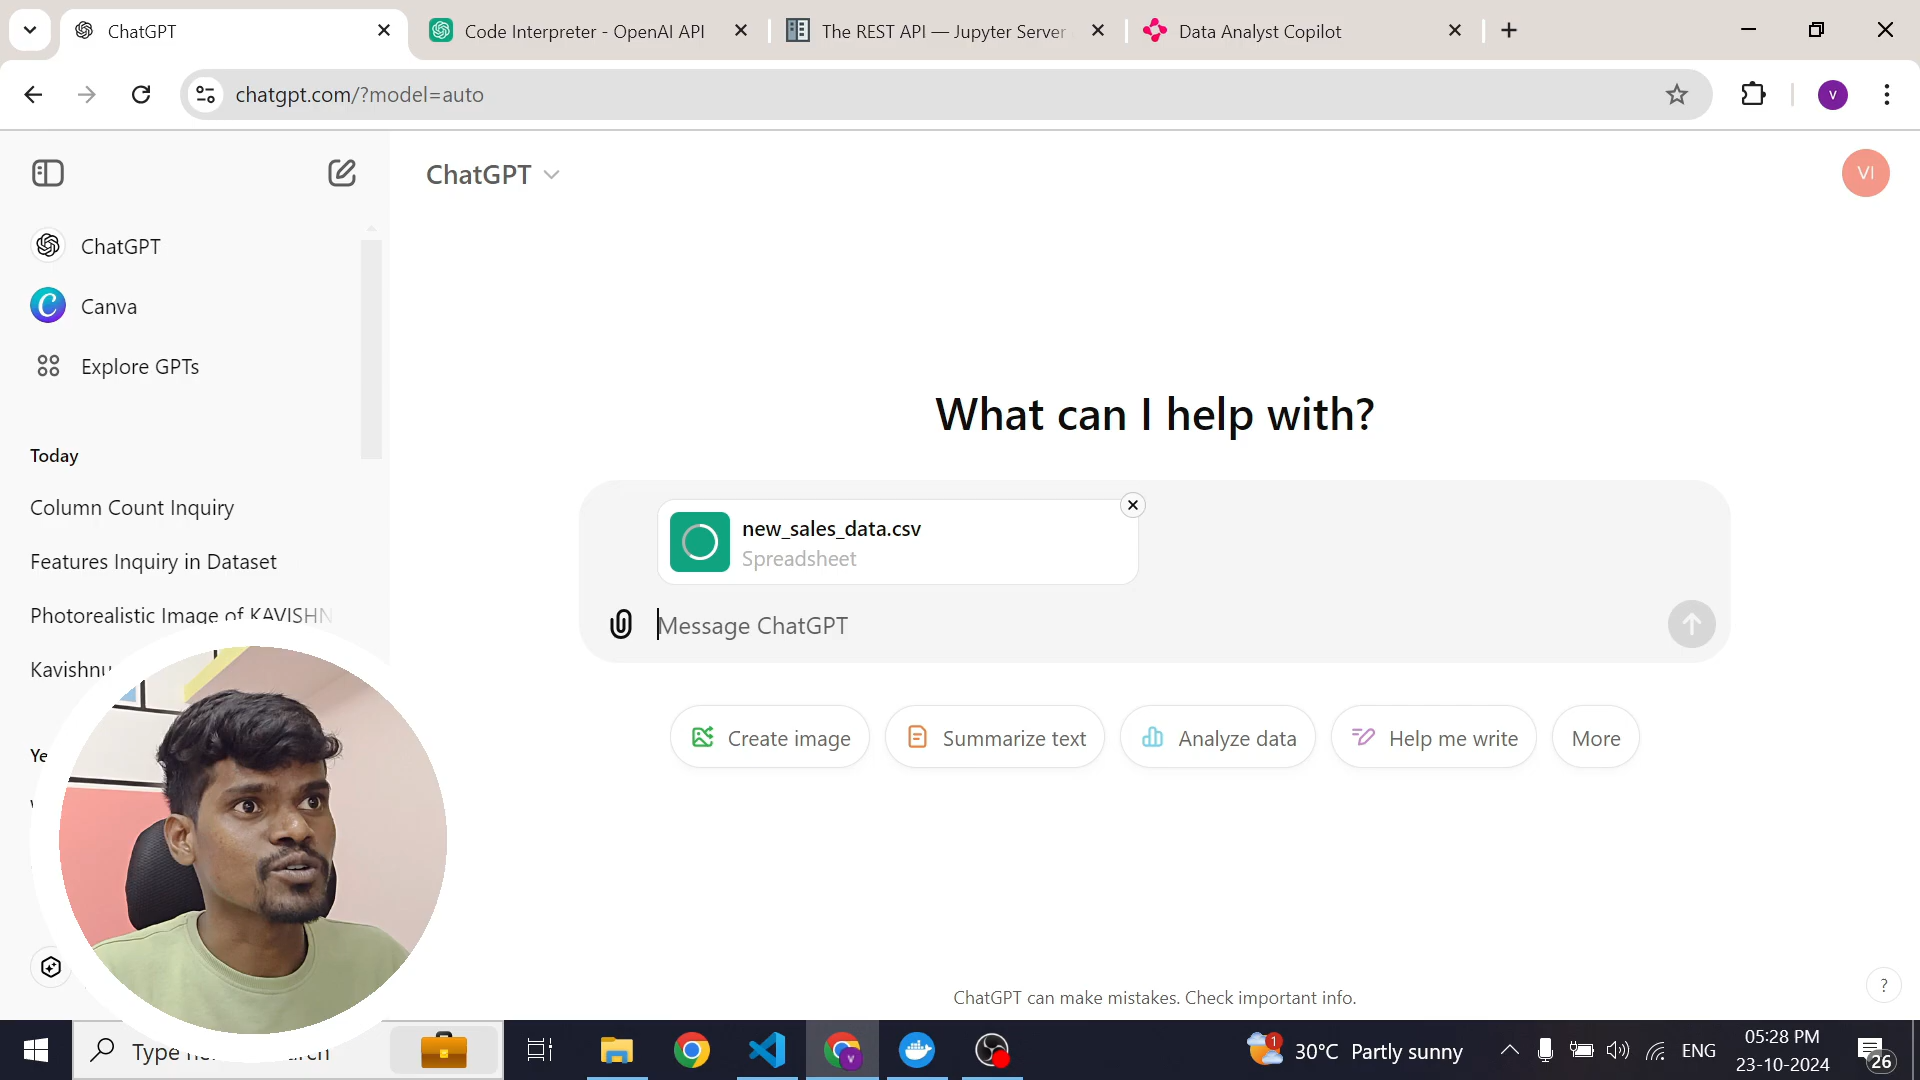 ChatGPT
Code Interpreter - OpenAI API
The REST API — Jupyter Server
Data Analyst Copilot
chatgpt.com/?model=auto
V
ChatGPT
VI
ChatGPT
Canva
Explore GPTs
Today
Column Count Inquiry
Features Inquiry in Dataset
Photorealistic Image of KAVISHN
Kavishnu
What can I help with?
new_sales_data.csv
Spreadsheet
Message ChatGPT
Create image
Summarize text
Analyze data
Help me write
More
ChatGPT can make mistakes. Check important info.
?
Type
1
30°C Partly sunny
ENG
05:28 PM
23-10-2024
26